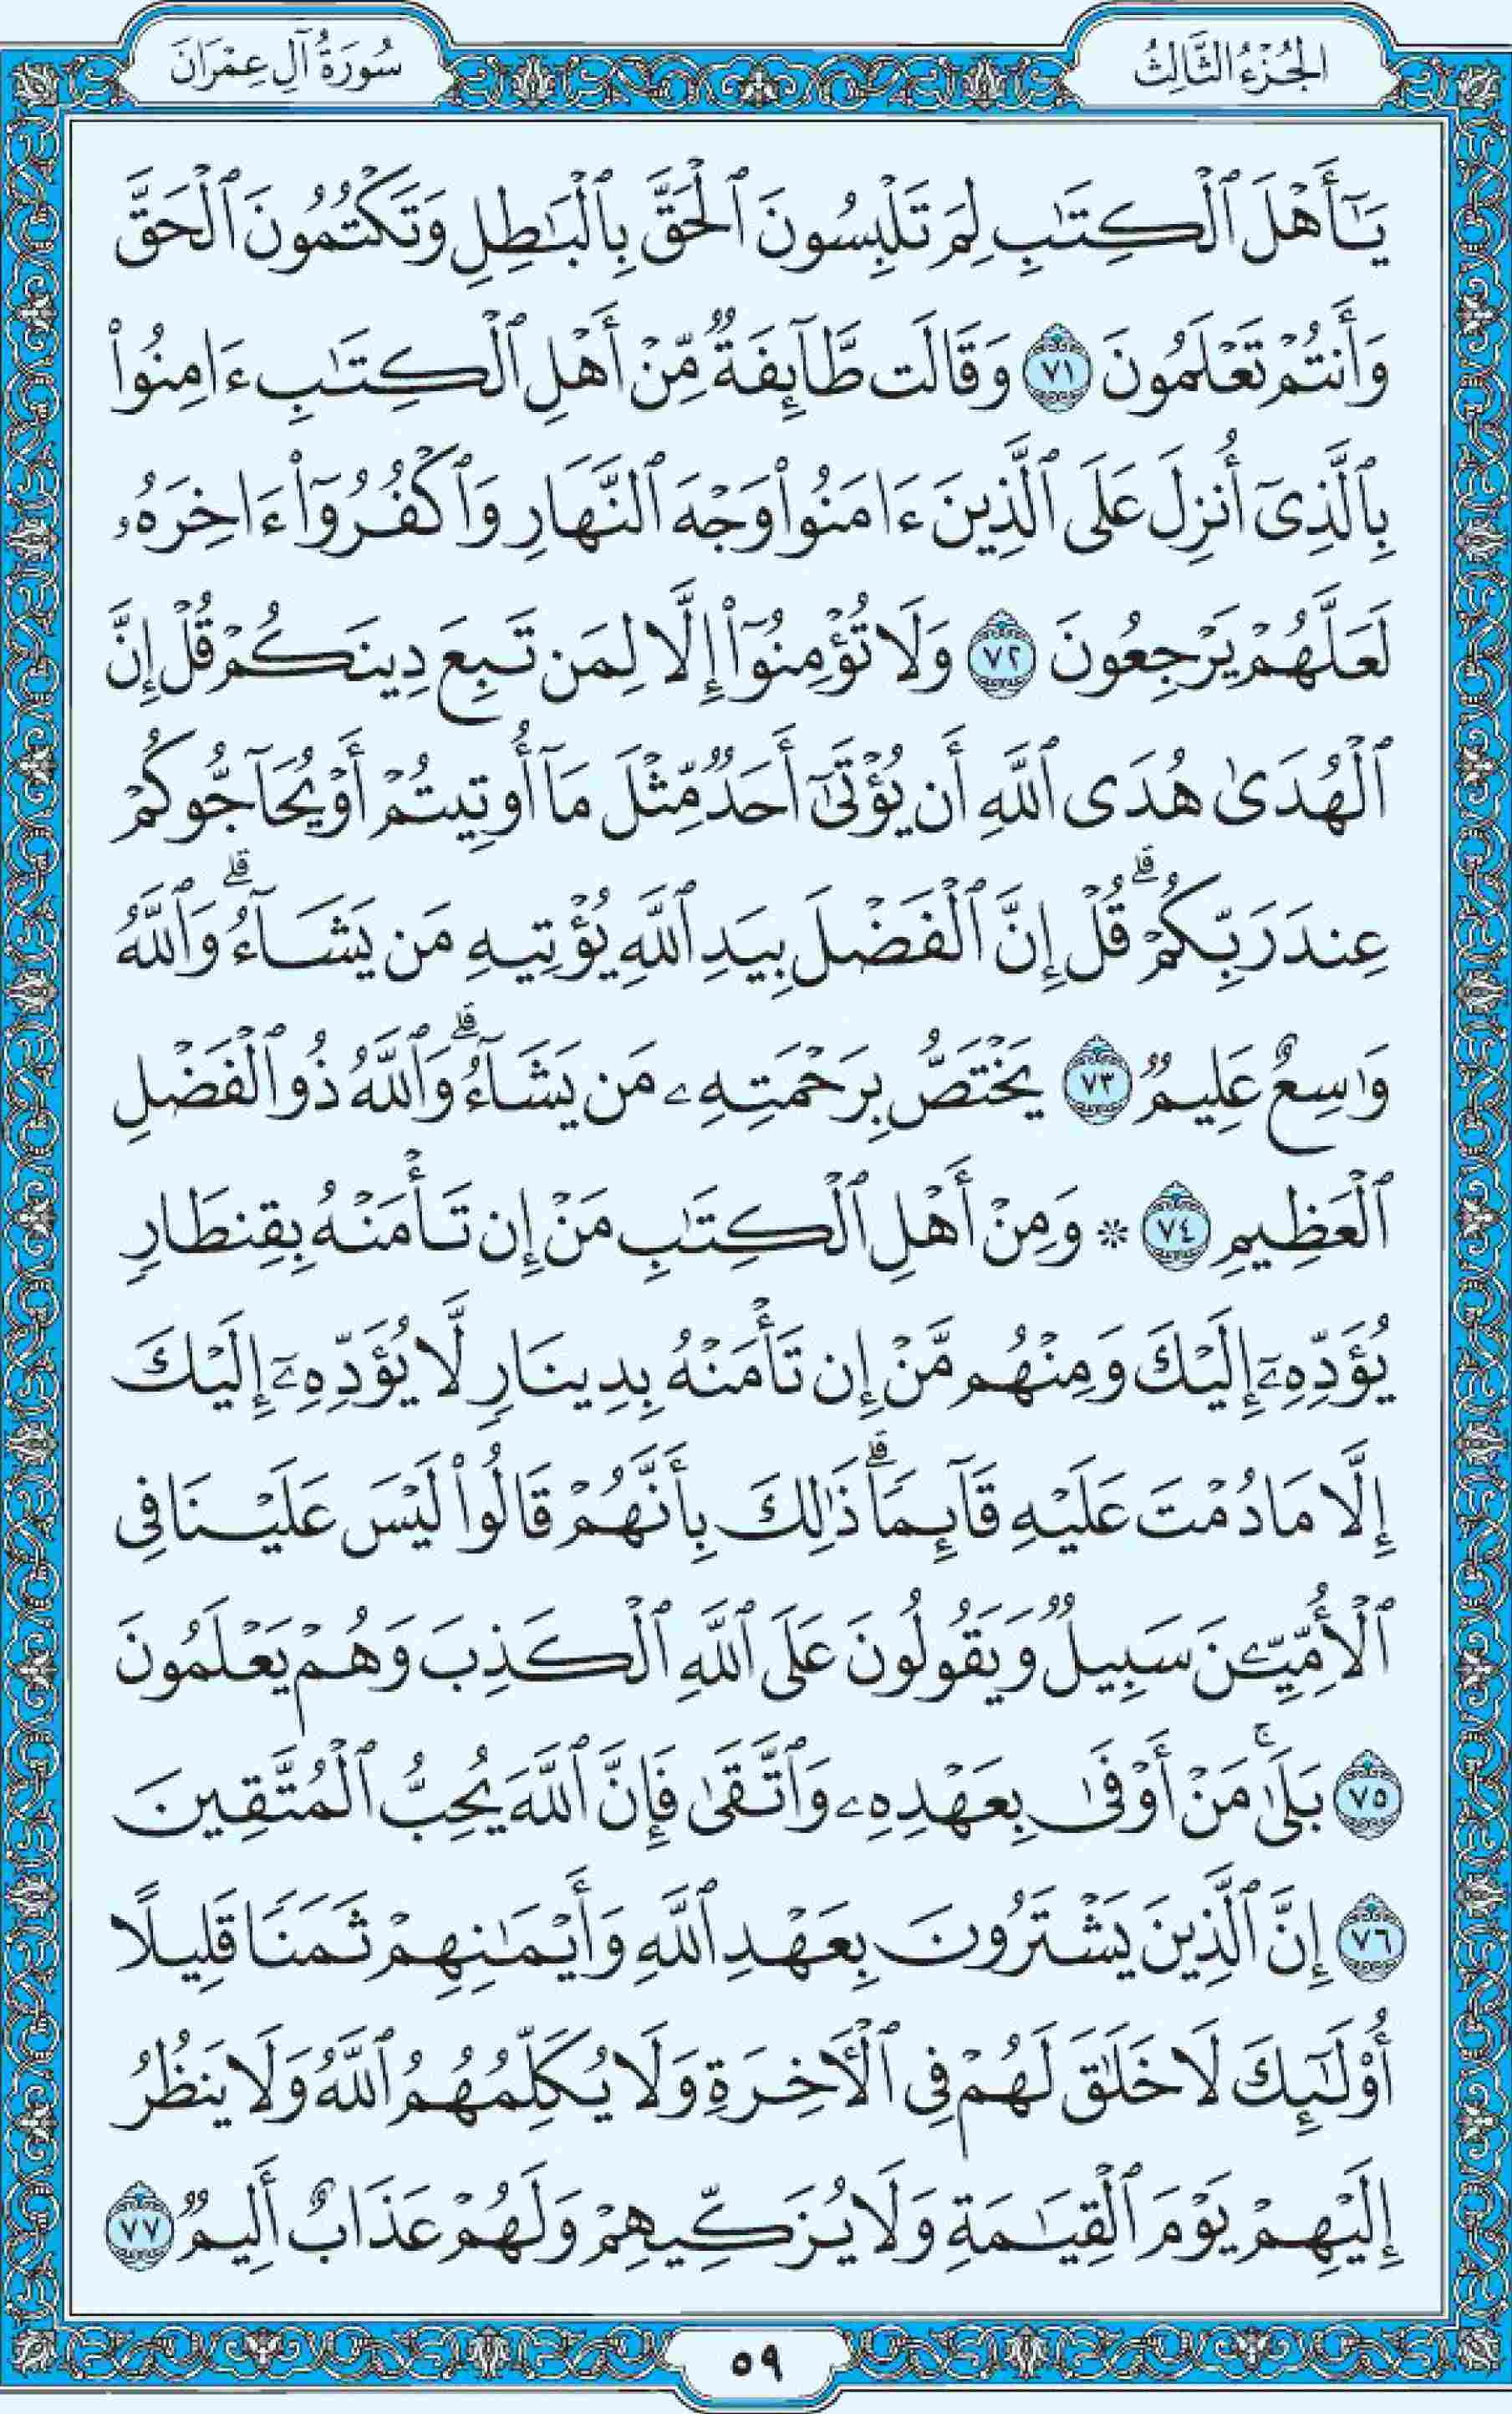 الجُزْءُ الثَّالِثُ
سُورَةُ آلِ عِمْرَانَ
يَـٰٓأَهْلَ ٱلْكِتَـٰبِ لِمَ تَلْبِسُونَ ٱلْحَقَّ بِٱلْبَـٰطِلِ وَتَكْتُمُونَ ٱلْحَقَّ
وَأَنتُمْ تَعْلَمُونَ ٧١ وَقَالَت طَّآئِفَةٌ مِّنْ أَهْلِ ٱلْكِتَـٰبِ ءَامِنُوا۟
بِٱلَّذِىٓ أُنزِلَ عَلَى ٱلَّذِينَ ءَامَنُوا۟ وَجْهَ ٱلنَّهَارِ وَٱكْفُرُوٓا۟ ءَاخِرَهُۥ
لَعَلَّهُمْ يَرْجِعُونَ ٧٢ وَلَا تُؤْمِنُوٓا۟ إِلَّا لِمَن تَبِعَ دِينَكُمْ قُلْ إِنَّ
ٱلْهُدَىٰ هُدَى ٱللَّهِ أَن يُؤْتَىٰٓ أَحَدٌ مِّثْلَ مَآ أُوتِيتُمْ أَوْ يُحَآجُّوكُمْ
عِندَ رَبِّكُمْ ۗ قُلْ إِنَّ ٱلْفَضْلَ بِيَدِ ٱللَّهِ يُؤْتِيهِ مَن يَشَآءُ ۗ وَٱللَّهُ
وَٰسِعٌ عَلِيمٌ ٧٣ يَخْتَصُّ بِرَحْمَتِهِۦ مَن يَشَآءُ ۗ وَٱللَّهُ ذُو ٱلْفَضْلِ
ٱلْعَظِيمِ ٧٤ * وَمِنْ أَهْلِ ٱلْكِتَـٰبِ مَنْ إِن تَأْمَنْهُ بِقِنطَارٍ
يُؤَدِّهِۦٓ إِلَيْكَ وَمِنْهُم مَّنْ إِن تَأْمَنْهُ بِدِينَارٍ لَّا يُؤَدِّهِۦٓ إِلَيْكَ
إِلَّا مَا دُمْتَ عَلَيْهِ قَآئِمًا ۗ ذَٰلِكَ بِأَنَّهُمْ قَالُوا۟ لَيْسَ عَلَيْنَا فِى
ٱلْأُمِّيِّـۧنَ سَبِيلٌ وَيَقُولُونَ عَلَى ٱللَّهِ ٱلْكَذِبَ وَهُمْ يَعْلَمُونَ
٧٥ بَلَىٰ ۚ مَنْ أَوْفَىٰ بِعَهْدِهِۦ وَٱتَّقَىٰ فَإِنَّ ٱللَّهَ يُحِبُّ ٱلْمُتَّقِينَ
٧٦ إِنَّ ٱلَّذِينَ يَشْتَرُونَ بِعَهْدِ ٱللَّهِ وَأَيْمَـٰنِهِمْ ثَمَنًا قَلِيلًا
أُو۟لَـٰٓئِكَ لَا خَلَـٰقَ لَهُمْ فِى ٱلْـَٔاخِرَةِ وَلَا يُكَلِّمُهُمُ ٱللَّهُ وَلَا يَنظُرُ
إِلَيْهِمْ يَوْمَ ٱلْقِيَـٰمَةِ وَلَا يُزَكِّيهِمْ وَلَهُمْ عَذَابٌ أَلِيمٌ ٧٧
٥٩